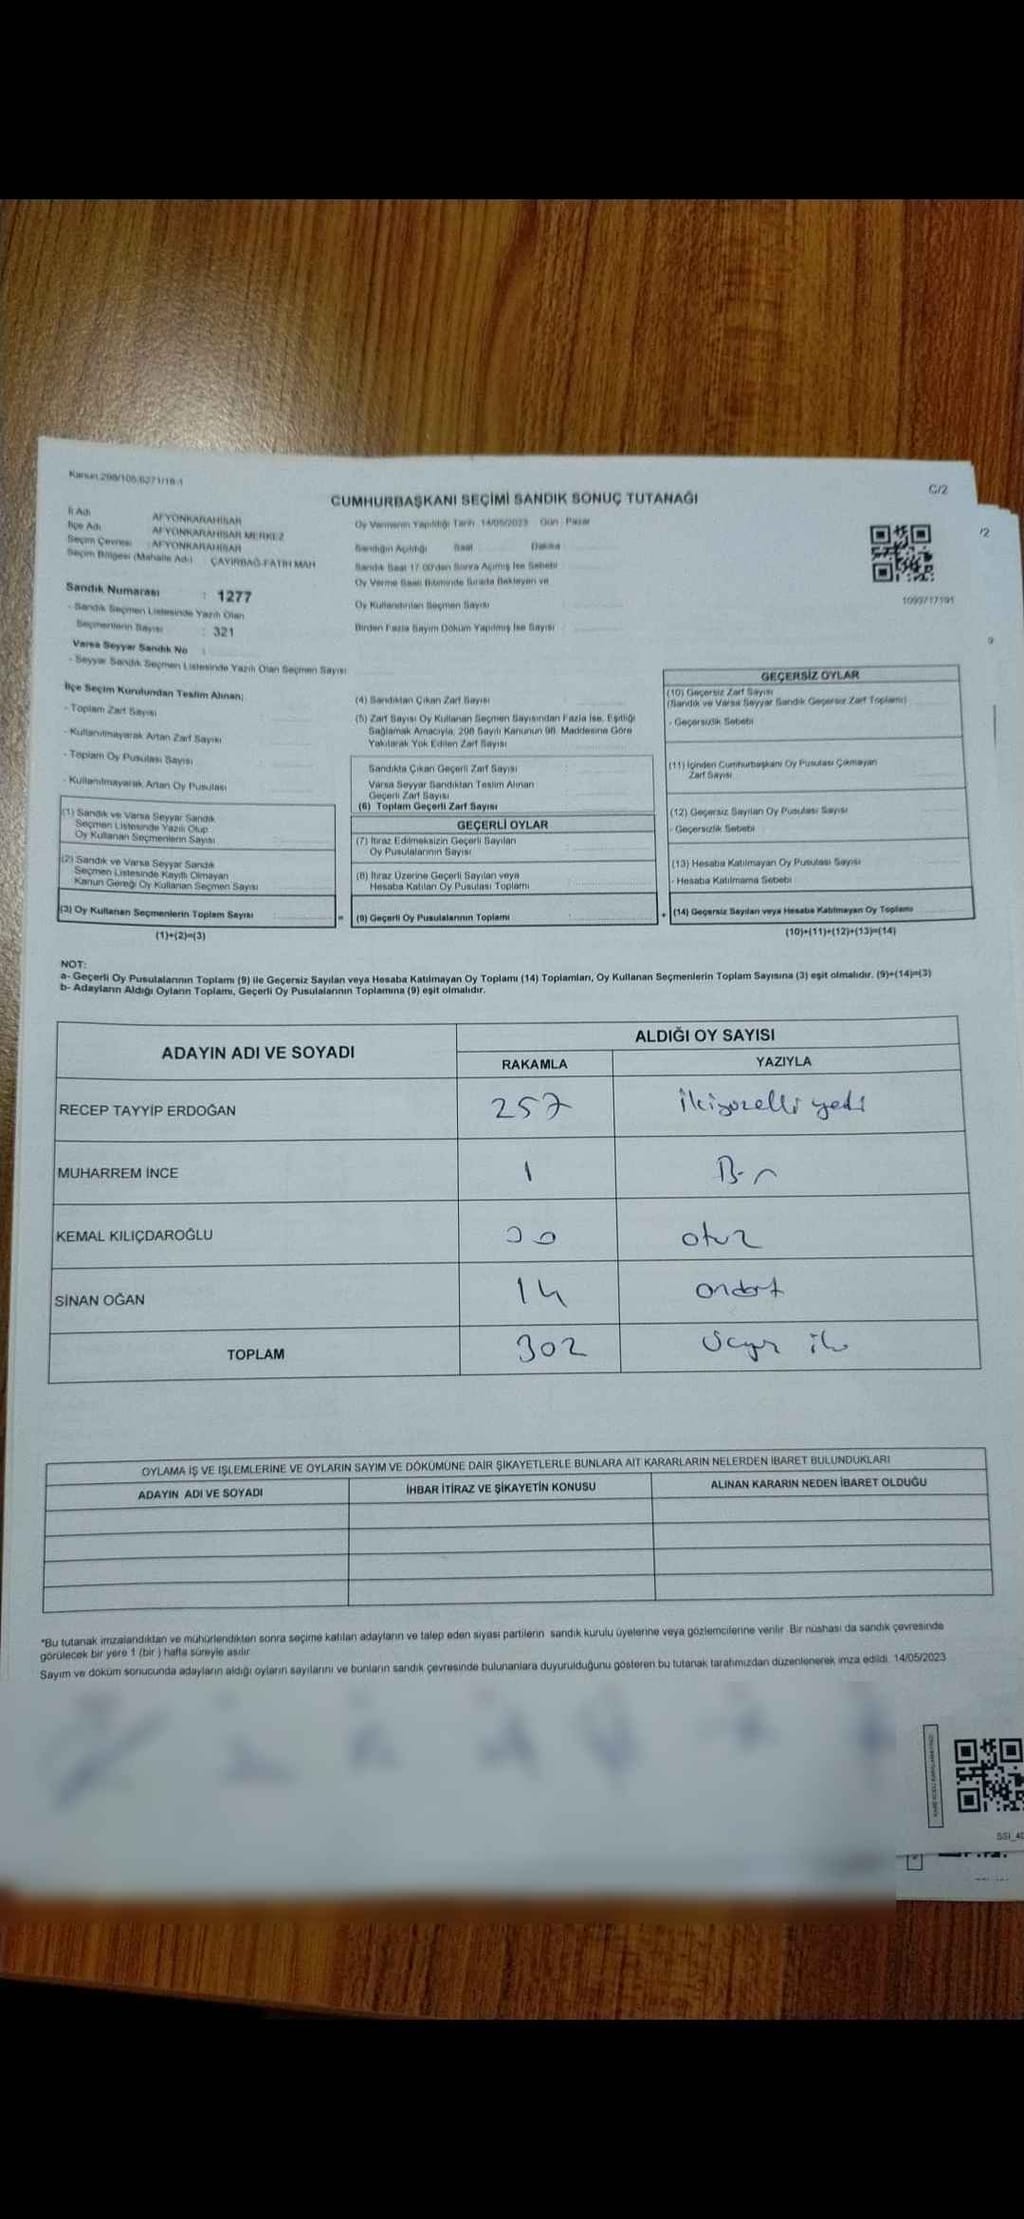 Kanun:298/105;6271/18-1
C/2
CUMHURBAŞKANI SEÇİMİ SANDIK SONUÇ TUTANAĞI
İl Adı AFYONKARAHİSAR
İlçe Adı AFYONKARAHİSAR MERKEZ
Seçim Çevresi : AFYONKARAHİSAR
Seçim Bölgesi (Mahalle Adı) ÇAYIRBAĞ-FATİH MAH
Sandık Numarası : 1277
- Sandık Seçmen Listesinde Yazılı Olan
Seçmenlerin Sayısı : 321
Varsa Seyyar Sandık No
- Seyyar Sandık Seçmen Listesinde Yazılı Olan Seçmen Sayısı
Oy Vermenin Yapıldığı Tarih 14/05/2023 Gün : Pazar
Sandığın Açıldığı Saat Dakika
Sandık Saat 17.00'den Sonra Açılmış İse Sebebi
Oy Verme Saati Bitiminde Sırada Bekleyen ve
Oy Kullandırılan Seçmen Sayısı
Birden Fazla Sayım Döküm Yapılmış İse Sayısı
1099717191
/2
İlçe Seçim Kurulundan Teslim Alınan;
- Toplam Zarf Sayısı
- Kullanılmayarak Artan Zarf Sayısı
- Toplam Oy Pusulası Sayısı
- Kullanılmayarak Artan Oy Pusulası
(1) Sandık ve Varsa Seyyar Sandık
Seçmen Listesinde Yazılı Olup
Oy Kullanan Seçmenlerin Sayısı
(2) Sandık ve Varsa Seyyar Sandık
Seçmen Listesinde Kayıtlı Olmayan
Kanun Gereği Oy Kullanan Seçmen Sayısı
(3) Oy Kullanan Seçmenlerin Toplam Sayısı
(1)+(2)=(3)
(4) Sandıktan Çıkan Zarf Sayısı
(5) Zarf Sayısı Oy Kullanan Seçmen Sayısından Fazla İse, Eşitliği
Sağlamak Amacıyla, 298 Sayılı Kanunun 98. Maddesine Göre
Yakılarak Yok Edilen Zarf Sayısı
Sandıkta Çıkan Geçerli Zarf Sayısı
Varsa Seyyar Sandıktan Teslim Alınan
Geçerli Zarf Sayısı
(6) Toplam Geçerli Zarf Sayısı
GEÇERLİ OYLAR
(7) İtiraz Edilmeksizin Geçerli Sayılan
Oy Pusulalarının Sayısı
(8) İtiraz Üzerine Geçerli Sayılan veya
Hesaba Katılan Oy Pusulası Toplamı
= (9) Geçerli Oy Pusulalarının Toplamı
GEÇERSİZ OYLAR
(10) Geçersiz Zarf Sayısı
(Sandık ve Varsa Seyyar Sandık Geçersiz Zarf Toplamı)
- Geçersizlik Sebebi
(11) İçinden Cumhurbaşkanı Oy Pusulası Çıkmayan
Zarf Sayısı
(12) Geçersiz Sayılan Oy Pusulası Sayısı
- Geçersizlik Sebebi
(13) Hesaba Katılmayan Oy Pusulası Sayısı
- Hesaba Katılmama Sebebi
+ (14) Geçersiz Sayılan veya Hesaba Katılmayan Oy Toplamı
(10)+(11)+(12)+(13)=(14)
NOT:
a- Geçerli Oy Pusulalarının Toplamı (9) ile Geçersiz Sayılan veya Hesaba Katılmayan Oy Toplamı (14) Toplamları, Oy Kullanan Seçmenlerin Toplam Sayısına (3) eşit olmalıdır. (9)+(14)=(3)
b- Adayların Aldığı Oyların Toplamı, Geçerli Oy Pusulalarının Toplamına (9) eşit olmalıdır.
ADAYIN ADI VE SOYADI
ALDIĞI OY SAYISI
RAKAMLA YAZIYLA
RECEP TAYYİP ERDOĞAN 257 ikiyüzelli yedi
MUHARREM İNCE 1 Bir
KEMAL KILIÇDAROĞLU 30 otuz
SİNAN OĞAN 14 ondört
TOPLAM 302 Üçyüz iki
OYLAMA İŞ VE İŞLEMLERİNE VE OYLARIN SAYIM VE DÖKÜMÜNE DAİR ŞİKAYETLERLE BUNLARA AİT KARARLARIN NELERDEN İBARET BULUNDUKLARI
ADAYIN ADI VE SOYADI İHBAR İTİRAZ VE ŞİKAYETİN KONUSU ALINAN KARARIN NEDEN İBARET OLDUĞU
*Bu tutanak imzalandıktan ve mühürlendikten sonra seçime katılan adayların ve talep eden siyasi partilerin sandık kurulu üyelerine veya gözlemcilerine verilir. Bir nüshası da sandık çevresinde
görülecek bir yere 1 (bir) hafta süreyle asılır.
Sayım ve döküm sonucunda adayların aldığı oyların sayılarını ve bunların sandık çevresinde bulunanlara duyurulduğunu gösteren bu tutanak tarafımızdan düzenlenerek imza edildi. 14/05/2023